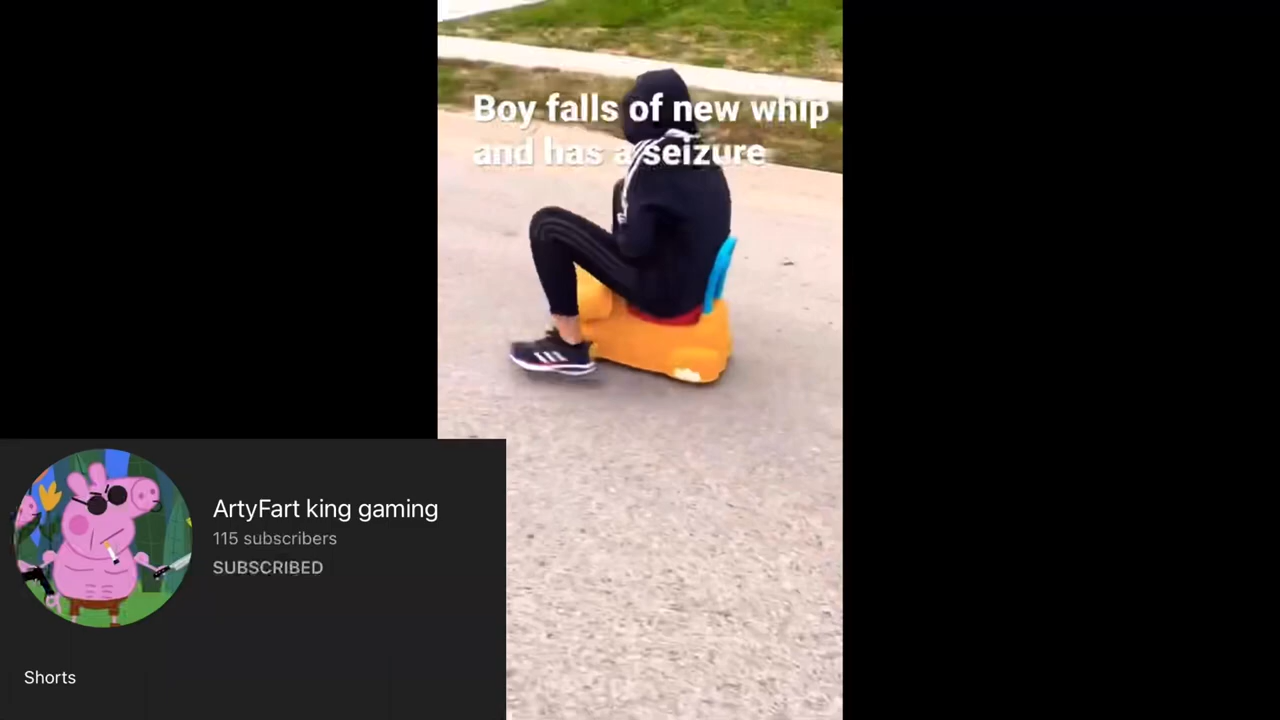 Boy falls of new whip
and has a seizure
ArtyFart king gaming
115 subscribers
SUBSCRIBED
Shorts